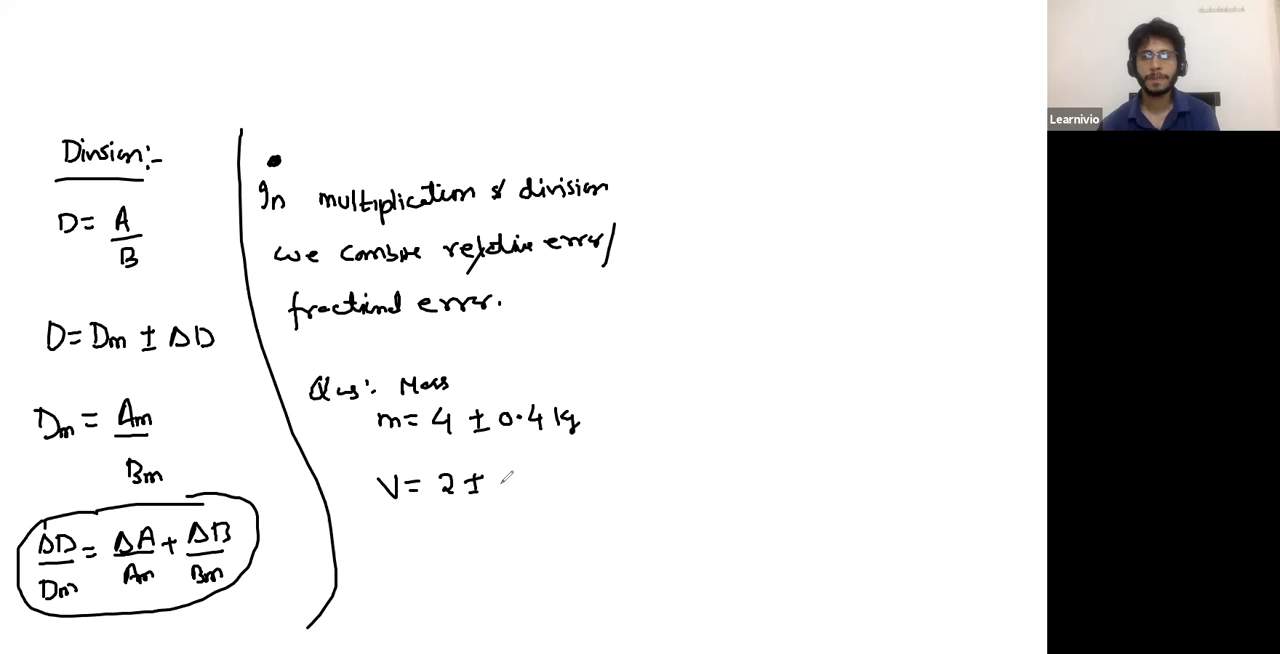 Division:-
D = A/B
D = Dm ± ΔD
Dm = Am/Bm
ΔD/Dm = ΔA/Am + ΔB/Bm
In multiplication & division
we combine relative error/
fractional error.
Ques:- Mass
m = 4 ± 0.4 kg
V = 2 ±
Learnivio